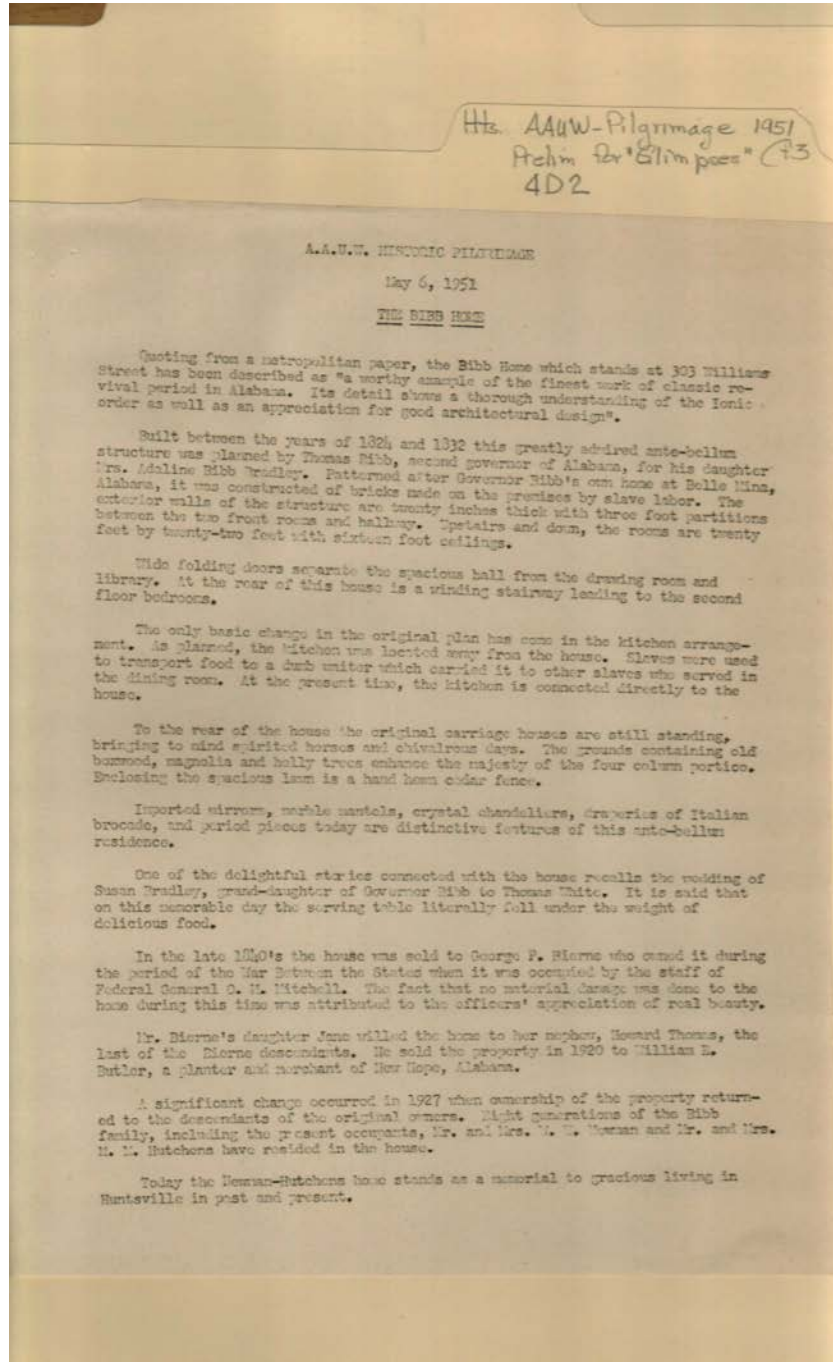 Hts. AAUW-Pilgrimage 1951
Prelim for "Glimpses"
4D2
A.A.U.W. HISTORIC PILGRIMAGE
May 6, 1951
THE BIBB HOME
Quoting from a metropolitan paper, the Bibb Home which stands at 303 Williams
Street has been described as "a worthy example of the finest work of classic re-
vival period in Alabama. Its detail shows a thorough understanding of the Ionic
order as well as an appreciation for good architectural design".
Built between the years of 1824 and 1832 this greatly admired ante-bellum
structure was planned by Thomas Bibb, second governor of Alabama, for his daughter
Mrs. Adaline Bibb Bradley. Patterned after Governor Bibb's own home at Belle Mina,
Alabama, it was constructed of bricks made on the premises by slave labor. The
exterior walls of the structure are twenty inches thick with three foot partitions
between the two front rooms and hallway. Upstairs and down, the rooms are twenty
feet by twenty-two feet with sixteen foot ceilings.
Wide folding doors separate the spacious hall from the drawing room and
library. At the rear of this house is a winding stairway leading to the second
floor bedrooms.
The only basic change in the original plan has come in the kitchen arrange-
ment. As planned, the kitchen was located away from the house. Slaves were used
to transport food to a dumb waiter which carried it to other slaves who served in
the dining room. At the present time, the kitchen is connected directly to the
house.
To the rear of the house the original carriage houses are still standing,
bringing to mind spirited horses and chivalrous days. The grounds containing old
boxwood, magnolia and holly trees enhance the majesty of the four column portico.
Enclosing the spacious lawn is a hand hewn cedar fence.
Imported mirrors, marble mantels, crystal chandeliers, draperies of Italian
brocade, and period pieces today are distinctive features of this ante-bellum
residence.
One of the delightful stories connected with the house recalls the wedding of
Susan Bradley, grand-daughter of Governor Bibb to Thomas White. It is said that
on this memorable day the serving table literally fell under the weight of
delicious food.
In the late 1840's the house was sold to George P. Bierne who owned it during
the period of the War Between the States when it was occupied by the staff of
Federal General O. M. Mitchell. The fact that no material damage was done to the
home during this time was attributed to the officers' appreciation of real beauty.
Mr. Bierne's daughter Jane willed the home to her nephew, Howard Thomas, the
last of the Bierne descendants. He sold the property in 1920 to William E.
Butler, a planter and merchant of New Hope, Alabama.
A significant change occurred in 1927 when ownership of the property return-
ed to the descendants of the original owners. Eight generations of the Bibb
family, including the present occupants, Mr. and Mrs. Newman and Mr. and Mrs.
Hutchens have resided in the house.
Today the Newman-Hutchens home stands as a memorial to gracious living in
Huntsville in past and present.